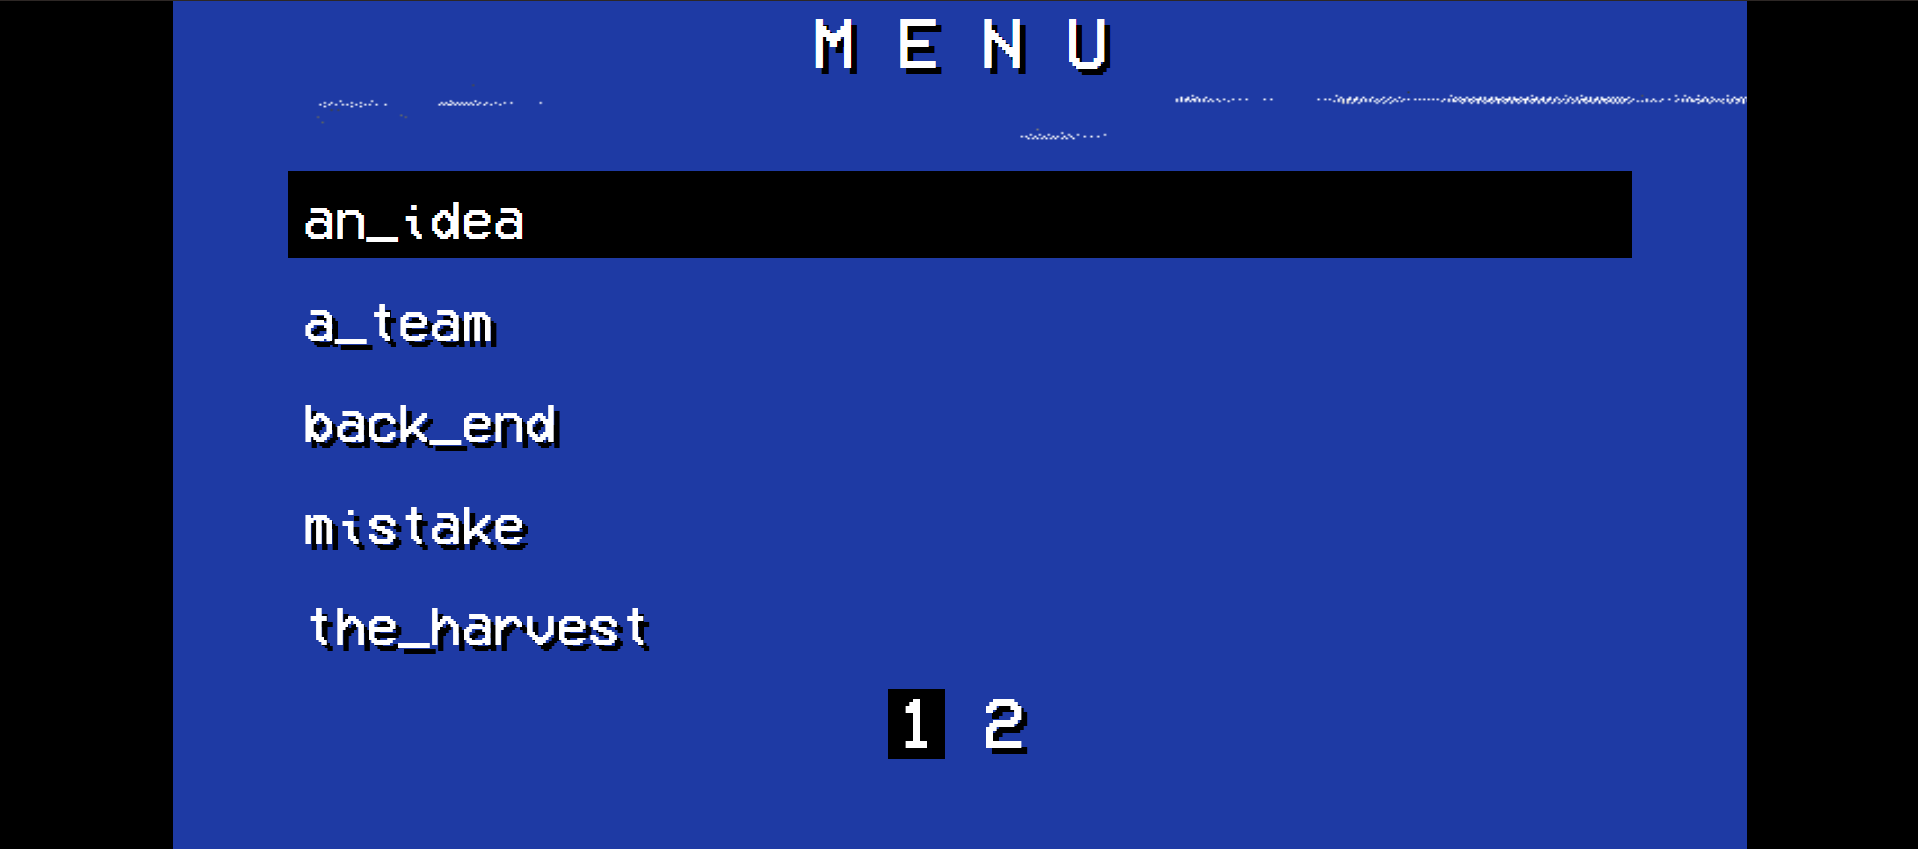 M E N U
an_idea
a_team
back_end
mistake
the_harvest
1 2